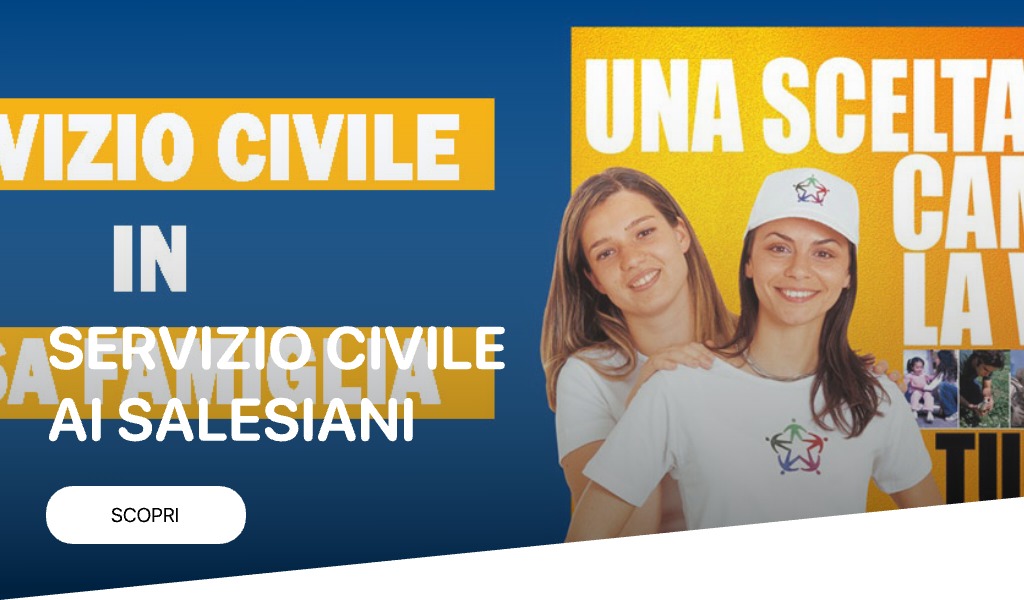 VIZIO CIVILE
IN
SA FAMIGLIA
SERVIZIO CIVILE
AI SALESIANI
SCOPRI
UNA SCELTA
CAM
LA V
TU